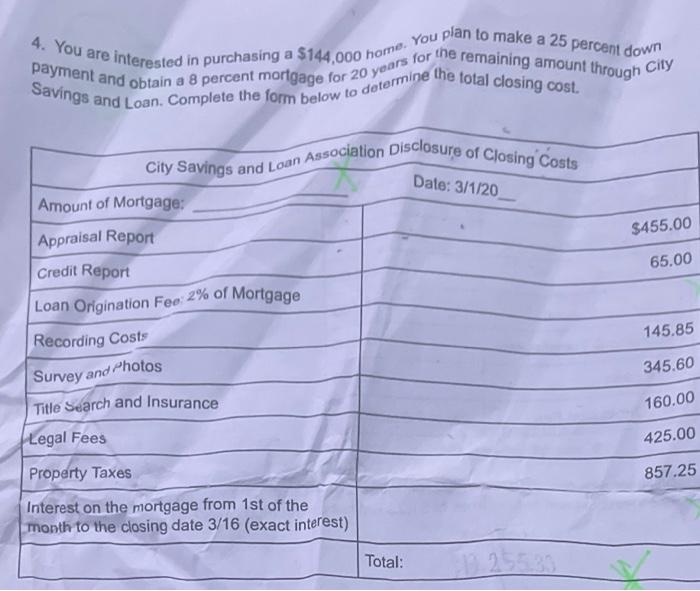 4. You are interested in purchasing a $144,000 home. You plan to make a 25 percent down
payment and obtain a 8 percent mortgage for 20 years for the remaining amount through City
Savings and Loan. Complete the form below to determine the total closing cost.
City Savings and Loan Association Disclosure of Closing Costs
Amount of Mortgage: ____ Date: 3/1/20__
Appraisal Report $455.00
Credit Report 65.00
Loan Origination Fee: 2% of Mortgage
Recording Costs 145.85
Survey and Photos 345.60
Title Search and Insurance 160.00
Legal Fees 425.00
Property Taxes 857.25
Interest on the mortgage from 1st of the
month to the closing date 3/16 (exact interest)
Total: